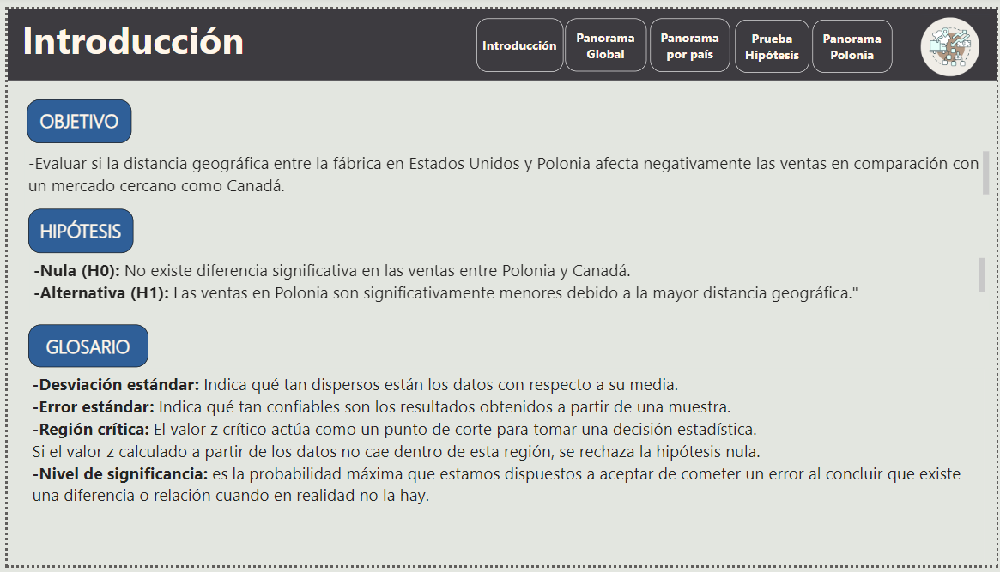 Introducción
Introducción
Panorama
Global
Panorama
por país
Prueba
Hipótesis
Panorama
Polonia
OBJETIVO
-Evaluar si la distancia geográfica entre la fábrica en Estados Unidos y Polonia afecta negativamente las ventas en comparación con
un mercado cercano como Canadá.
HIPÓTESIS
-Nula (H0): No existe diferencia significativa en las ventas entre Polonia y Canadá.
-Alternativa (H1): Las ventas en Polonia son significativamente menores debido a la mayor distancia geográfica."
GLOSARIO
-Desviación estándar: Indica qué tan dispersos están los datos con respecto a su media.
-Error estándar: Indica qué tan confiables son los resultados obtenidos a partir de una muestra.
-Región crítica: El valor z crítico actúa como un punto de corte para tomar una decisión estadística.
Si el valor z calculado a partir de los datos no cae dentro de esta región, se rechaza la hipótesis nula.
-Nivel de significancia: es la probabilidad máxima que estamos dispuestos a aceptar de cometer un error al concluir que existe
una diferencia o relación cuando en realidad no la hay.